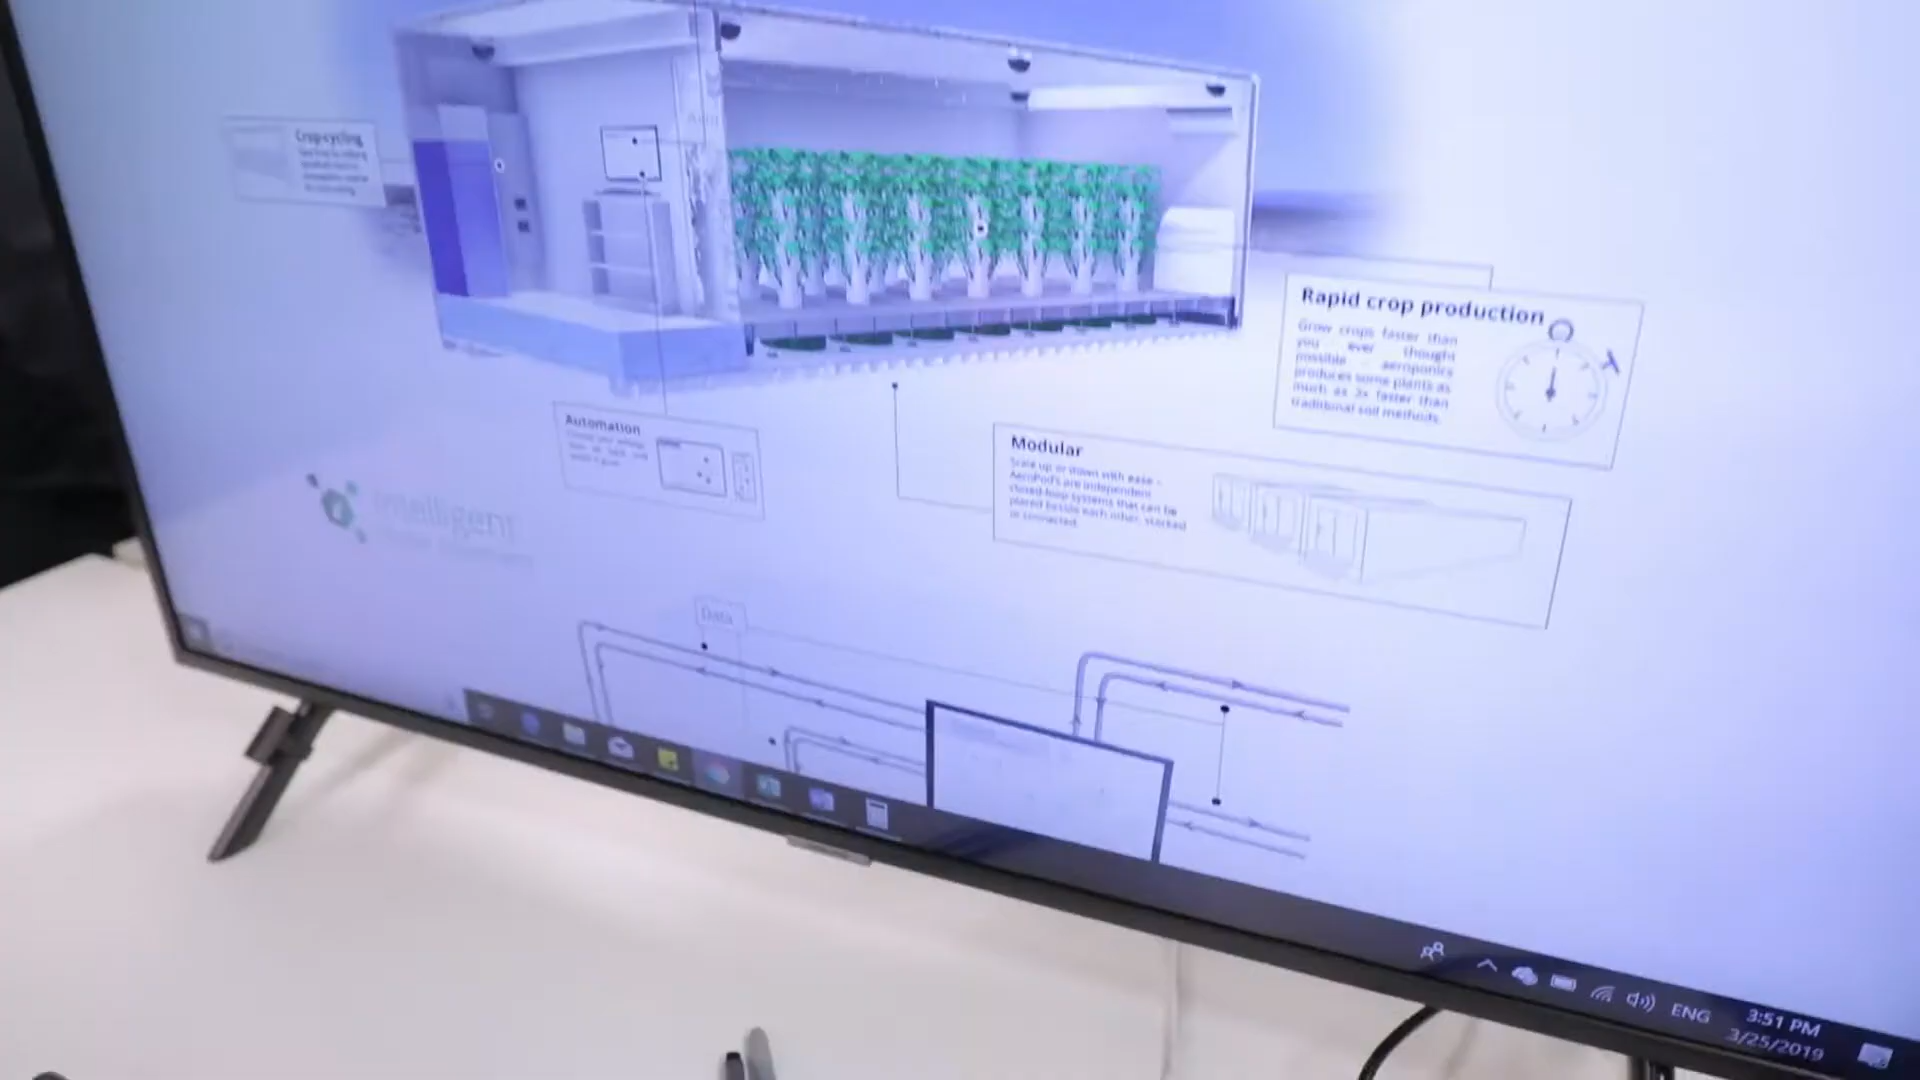 Crop-cycling
Rapid crop production
Grow crops faster than
you ever thought
possible - aeroponics
produces some plants as
much as 3x faster than
traditional soil methods.
Automation
Modular
Scale up or down with ease -
AeroPod's are independent
closed-loop systems that can be
placed beside each other, stacked
or connected.
intelligent
Data
ENG
3:51 PM
3/25/2019